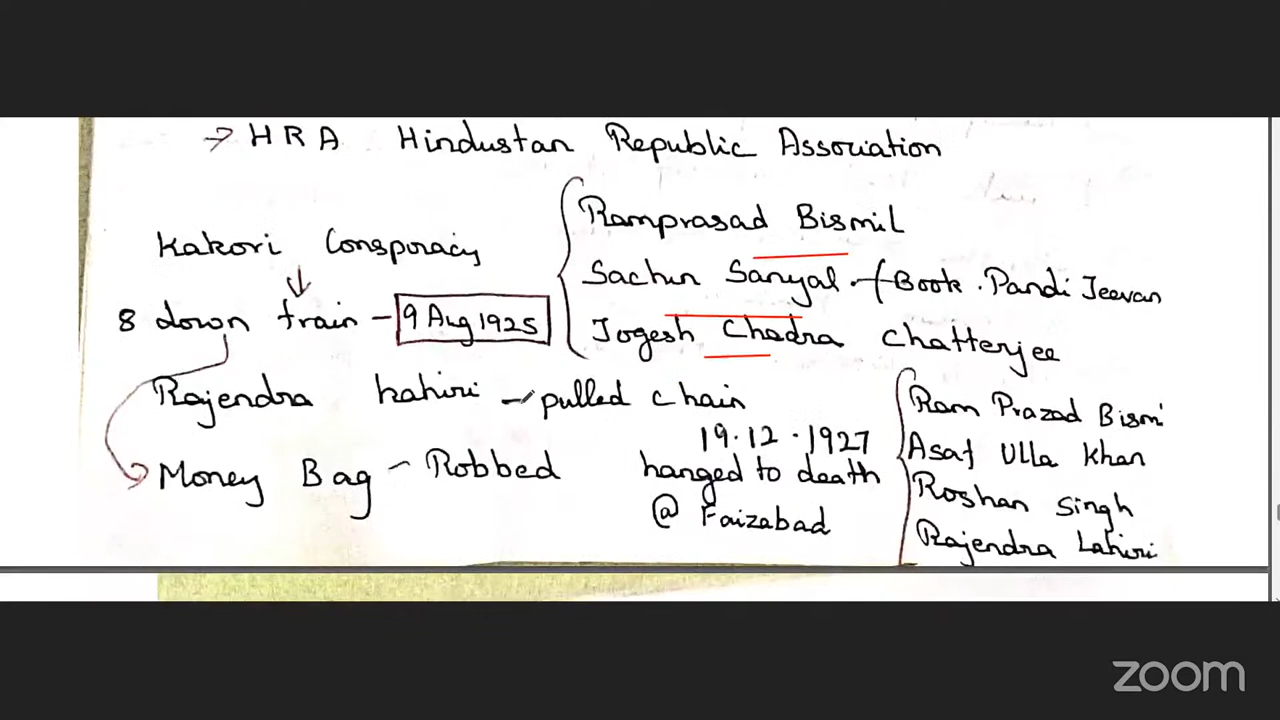 → HRA Hindustan Republic Association
Kakori Conspiracy
8 down train - 9 Aug 1925
Ramprasad Bismil
Sachin Sanyal - (Book . Pandi Jeevan
Jogesh Chadra Chatterjee
Rajendra Lahiri - pulled chain
Money Bag - Robbed
19.12.1927
hanged to death
@ Faizabad
Ram Prazad Bismi
Asaf Ulla Khan
Roshan Singh
Rajendra Lahiri
zoom